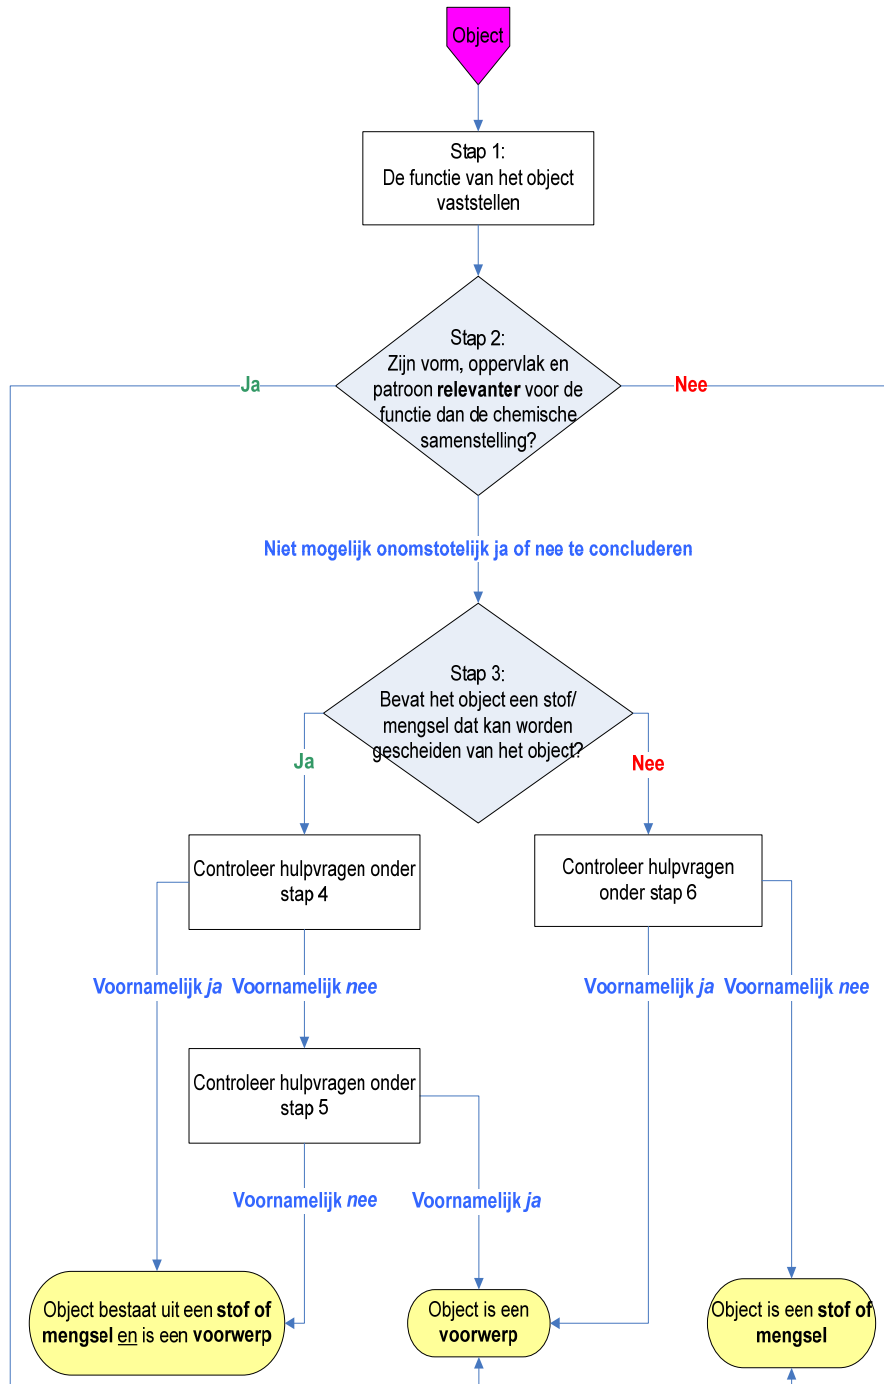 Object
Stap 1:
De functie van het object
vaststellen
Stap 2:
Zijn vorm, oppervlak en
patroon relevanter voor de
functie dan de chemische
samenstelling?
Ja
Nee
Niet mogelijk onomstotelijk ja of nee te concluderen
Stap 3:
Bevat het object een stof/
mengsel dat kan worden
gescheiden van het object?
Ja
Nee
Controleer hulpvragen onder
stap 4
Controleer hulpvragen
onder stap 6
Voornamelijk ja
Voornamelijk nee
Voornamelijk ja
Voornamelijk nee
Controleer hulpvragen onder
stap 5
Voornamelijk nee
Voornamelijk ja
Object bestaat uit een stof of
mengsel en is een voorwerp
Object is een
voorwerp
Object is een stof of
mengsel